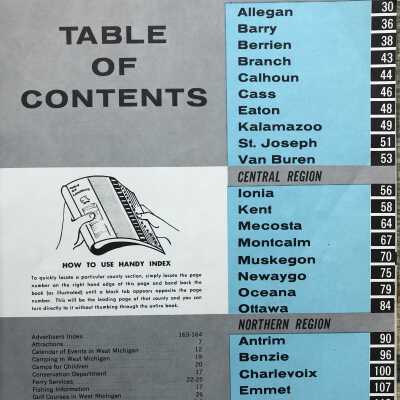 TABLE
OF
CONTENTS
HOW TO USE HANDY INDEX
To quickly locate a particular county section, simply locate the page
number on the right hand edge of this page and bend back the
book (as illustrated) until a black tab appears opposite the page
number. This will be the leading page of that county and you can
turn directly to it without thumbing through the entire book.
Advertisers Index 163-164
Attractions 7
Calendar of Events in West Michigan 12
Camping in West Michigan 19
Camps for Children 20
Conservation Department 17
Ferry Services 22-25
Fishing Information 17
Golf Courses in West Michigan 24
Allegan 30
Barry 36
Berrien 38
Branch 43
Calhoun 44
Cass 46
Eaton 48
Kalamazoo 49
St. Joseph 51
Van Buren 53
CENTRAL REGION
Ionia 56
Kent 58
Mecosta 64
Montcalm 67
Muskegon 70
Newaygo 75
Oceana 79
Ottawa 84
NORTHERN REGION
Antrim 90
Benzie 96
Charlevoix 100
Emmet 107